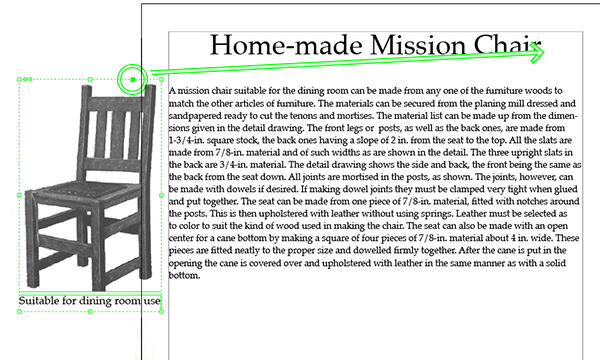 Home-made Mission Chair
A mission chair suitable for the dining room can be made from any one of the furniture woods to
match the other articles of furniture. The materials can be secured from the planing mill dressed and
sandpapered ready to cut the tenons and mortises. The material list can be made up from the dimen-
sions given in the detail drawing. The front legs or posts, as well as the back ones, are made from
1-3/4-in. square stock, the back ones having a slope of 2 in. from the seat to the top. All the slats are
made from 7/8-in. material and of such widths as are shown in the detail. The three upright slats in
the back are 3/4-in. material. The detail drawing shows the side and back, the front being the same as
the back from the seat down. All joints are mortised in the posts, as shown. The joints, however, can
be made with dowels if desired. If making dowel joints they must be clamped very tight when glued
and put together. The seat can be made from one piece of 7/8-in. material, fitted with notches around
the posts. This is then upholstered with leather without using springs. Leather must be selected as
to color to suit the kind of wood used in making the chair. The seat can also be made with an open
center for a cane bottom by making a square of four pieces of 7/8-in. material about 4 in. wide. These
pieces are fitted neatly to the proper size and dowelled firmly together. After the cane is put in the
opening the cane is covered over and upholstered with leather in the same manner as with a solid
bottom.
Suitable for dining room use